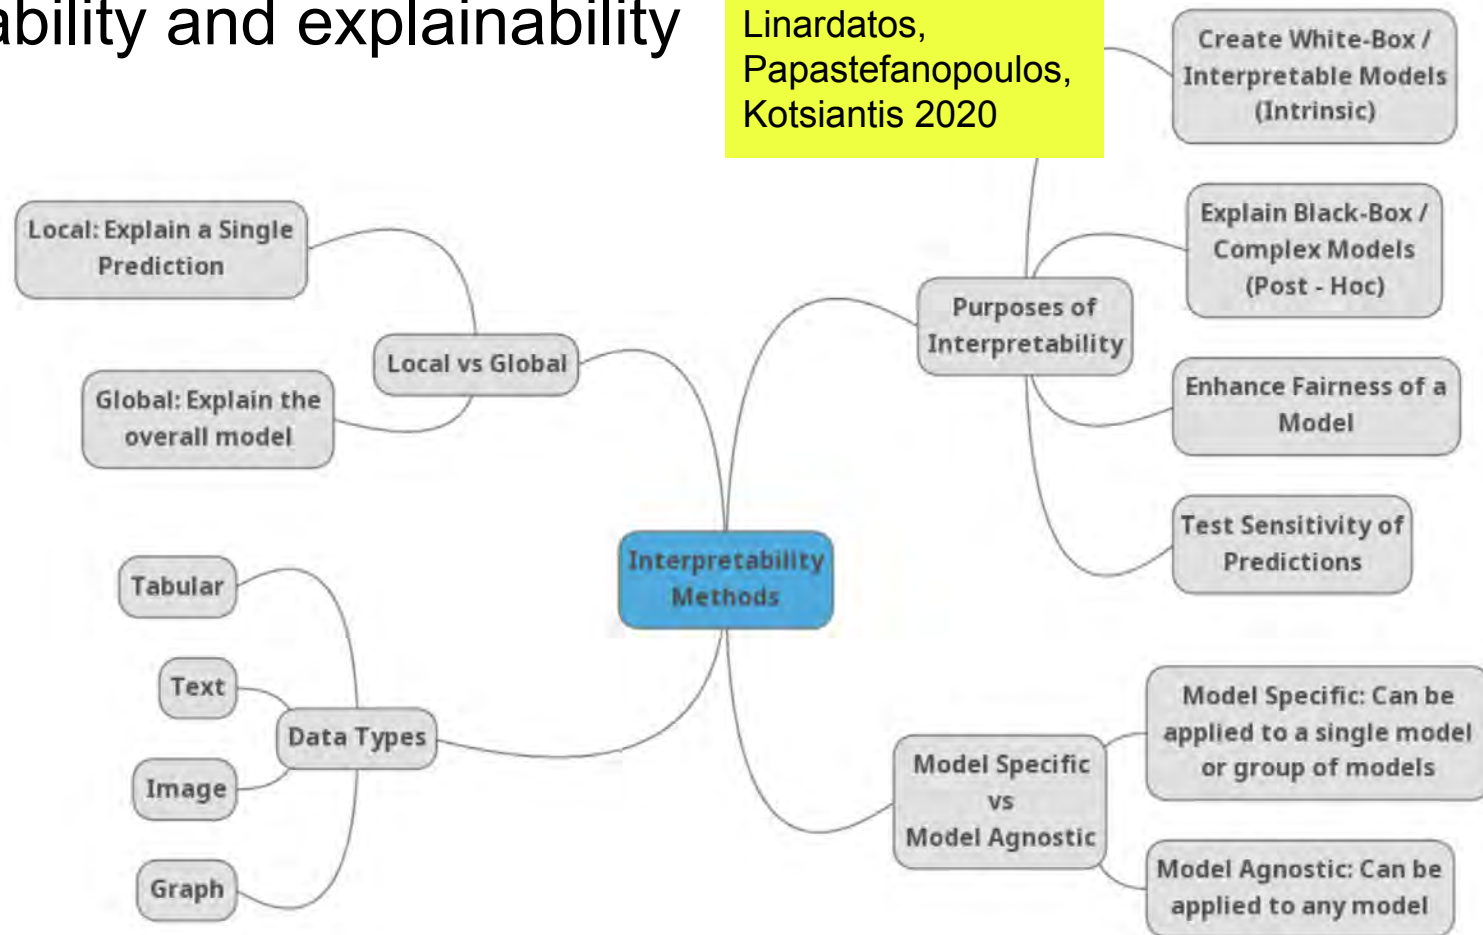 ability and explainability
Linardatos,
Papastefanopoulos,
Kotsiantis 2020
Create White-Box /
Interpretable Models
(Intrinsic)
Explain Black-Box /
Complex Models
(Post - Hoc)
Purposes of
Interpretability
Enhance Fairness of a
Model
Test Sensitivity of
Predictions
Local: Explain a Single
Prediction
Local vs Global
Global: Explain the
overall model
Interpretability
Methods
Tabular
Text
Data Types
Image
Graph
Model Specific
vs
Model Agnostic
Model Specific: Can be
applied to a single model
or group of models
Model Agnostic: Can be
applied to any model